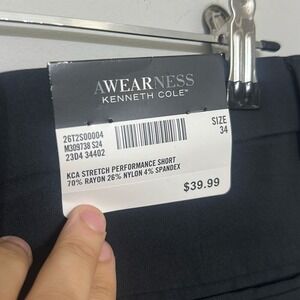 AWEARNESS
KENNETH COLE™
26T2S00004
M309738 S24
23D4 34402
SIZE
34
KCA STRETCH PERFORMANCE SHORT
70% RAYON 26% NYLON 4% SPANDEX
$39.99